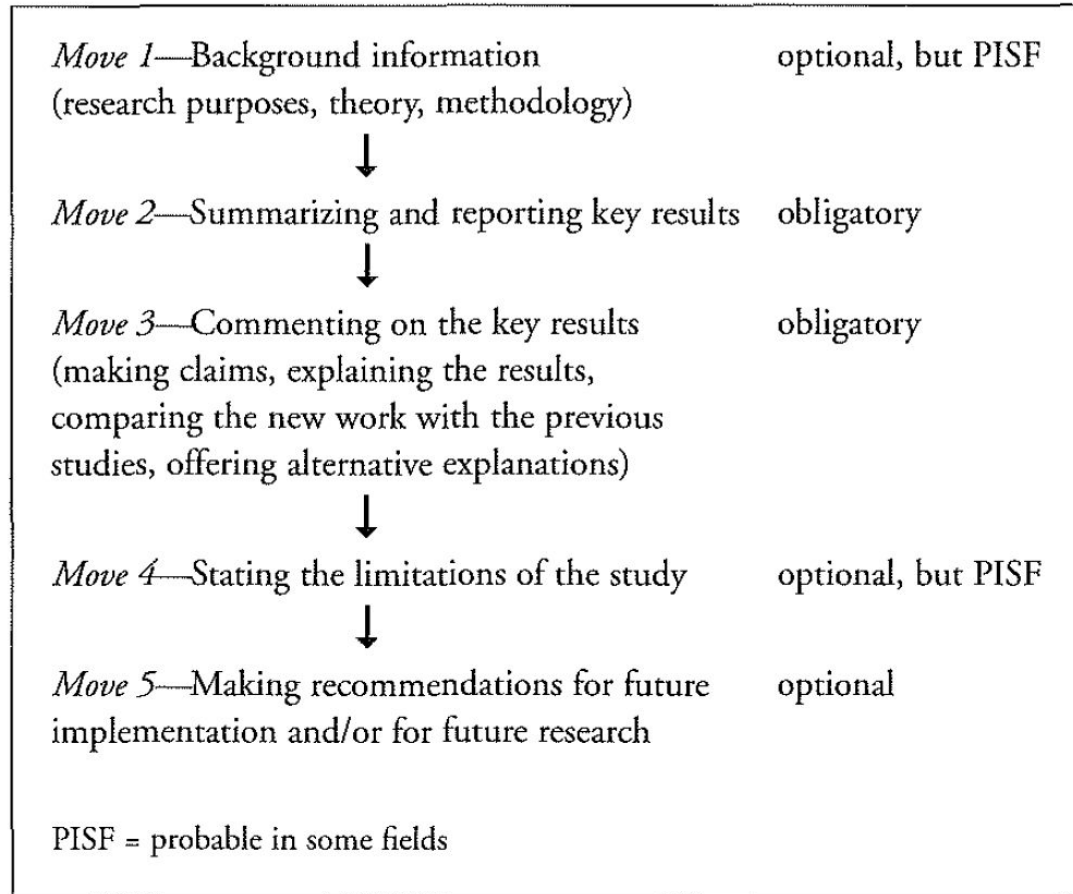 Move 1—Background information optional, but PISF
(research purposes, theory, methodology)
Move 2—Summarizing and reporting key results obligatory
Move 3—Commenting on the key results obligatory
(making claims, explaining the results,
comparing the new work with the previous
studies, offering alternative explanations)
Move 4—Stating the limitations of the study optional, but PISF
Move 5—Making recommendations for future optional
implementation and/or for future research
PISF = probable in some fields